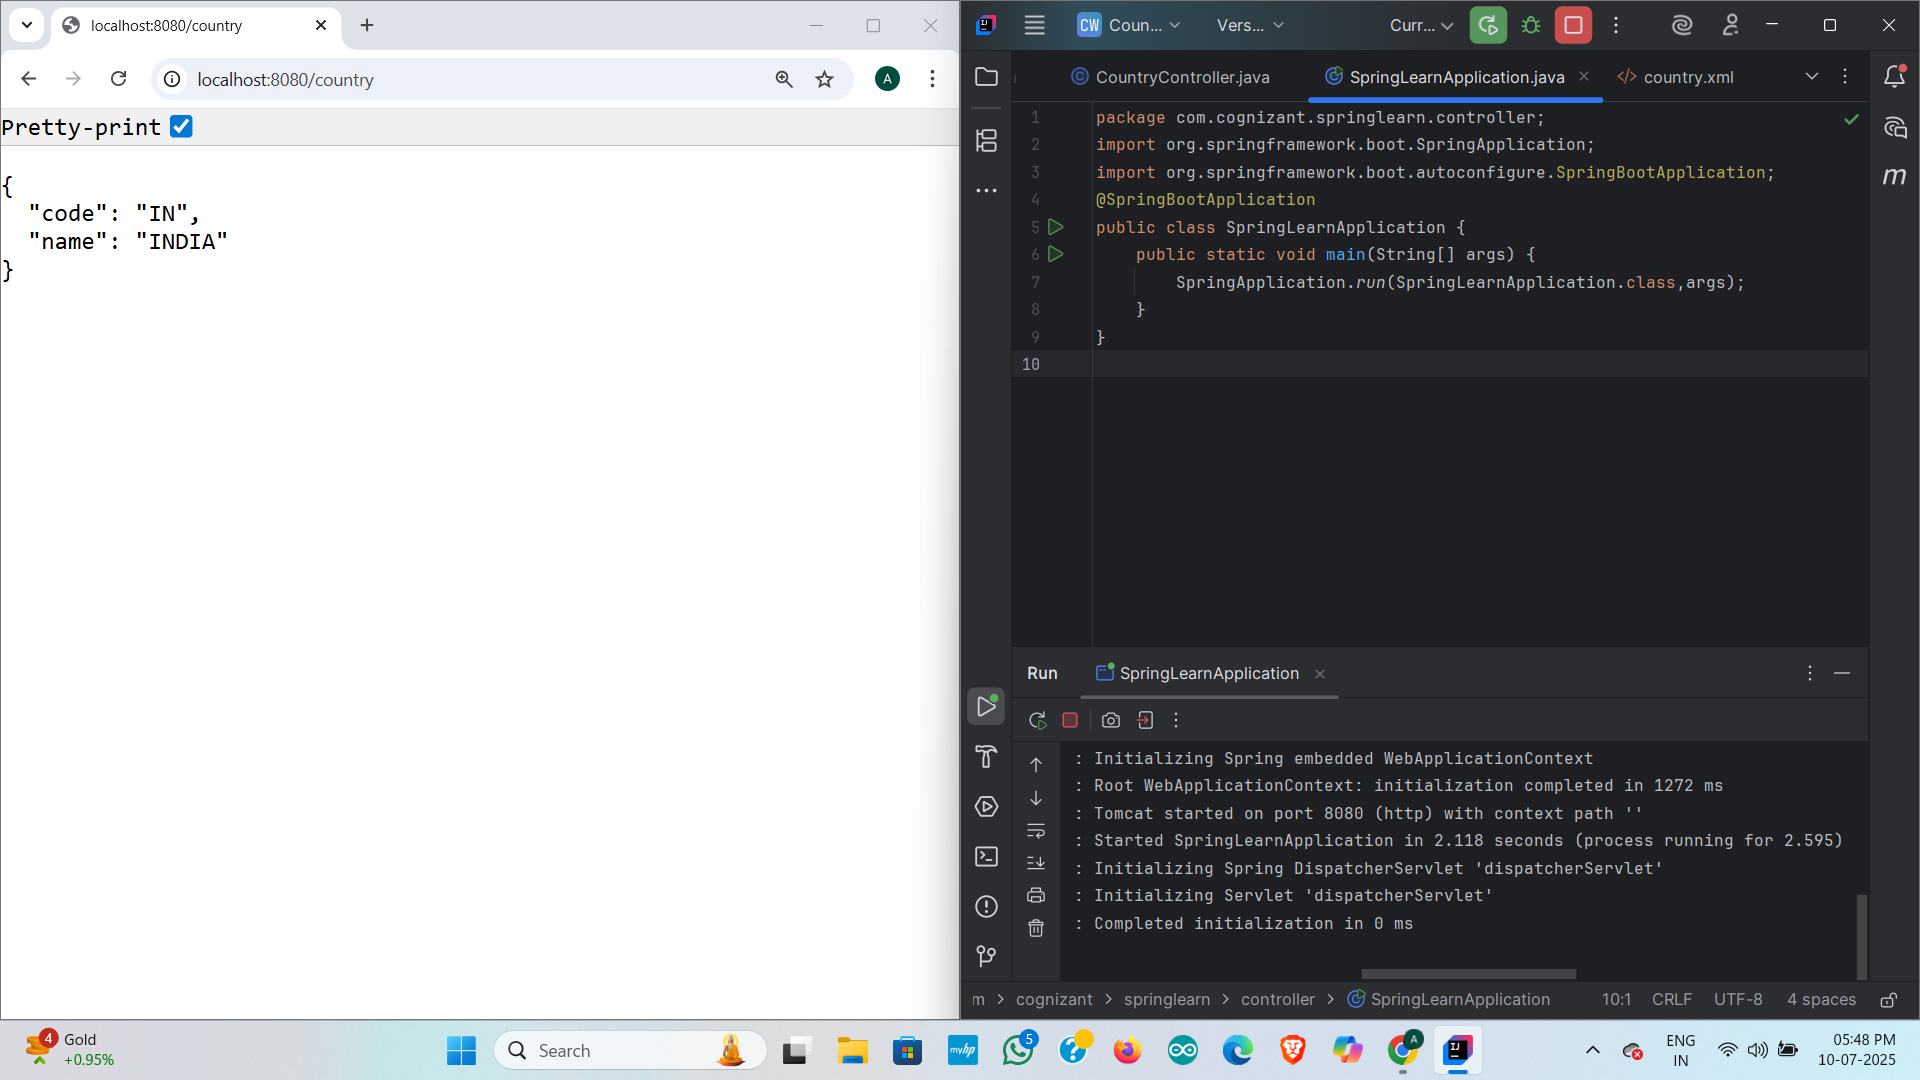 localhost:8080/country
localhost:8080/country
A
Pretty-print
{
  "code": "IN",
  "name": "INDIA"
}
CW Coun...
Vers...
Curr...
CountryController.java
SpringLearnApplication.java
country.xml
1 package com.cognizant.springlearn.controller;
2 import org.springframework.boot.SpringApplication;
3 import org.springframework.boot.autoconfigure.SpringBootApplication;
4 @SpringBootApplication
5 public class SpringLearnApplication {
6     public static void main(String[] args) {
7         SpringApplication.run(SpringLearnApplication.class,args);
8     }
9 }
10
m
Run
SpringLearnApplication
: Initializing Spring embedded WebApplicationContext
: Root WebApplicationContext: initialization completed in 1272 ms
: Tomcat started on port 8080 (http) with context path ''
: Started SpringLearnApplication in 2.118 seconds (process running for 2.595)
: Initializing Spring DispatcherServlet 'dispatcherServlet'
: Initializing Servlet 'dispatcherServlet'
: Completed initialization in 0 ms
m > cognizant > springlearn > controller > SpringLearnApplication
10:1 CRLF UTF-8 4 spaces
4
Gold
+0.95%
Search
myhp
5
A
ENG
IN
05:48 PM
10-07-2025